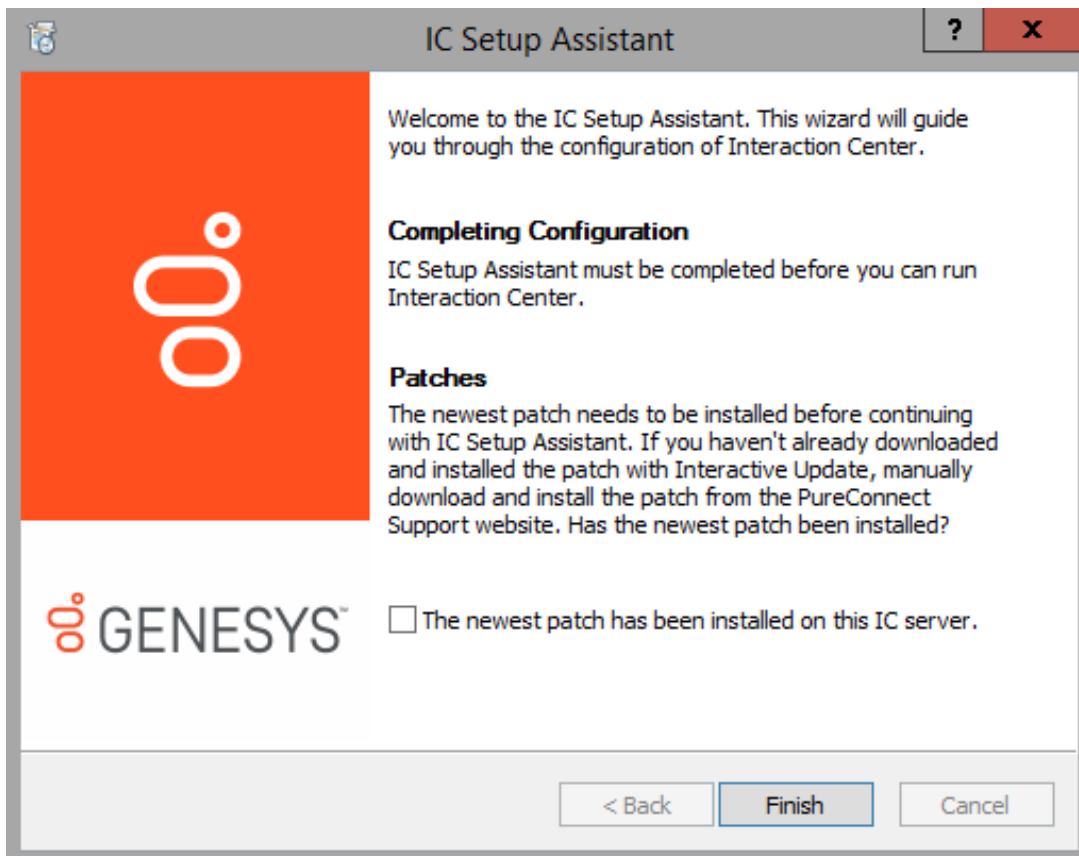 IC Setup Assistant
?
x
Welcome to the IC Setup Assistant. This wizard will guide
you through the configuration of Interaction Center.
Completing Configuration
IC Setup Assistant must be completed before you can run
Interaction Center.
Patches
The newest patch needs to be installed before continuing
with IC Setup Assistant. If you haven't already downloaded
and installed the patch with Interactive Update, manually
download and install the patch from the PureConnect
Support website. Has the newest patch been installed?
GENESYS™
The newest patch has been installed on this IC server.
< Back
Finish
Cancel